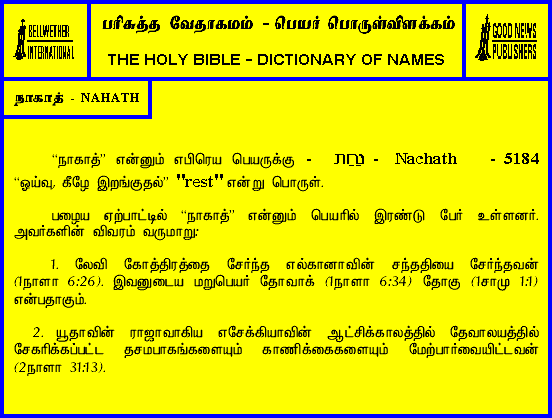 BELLWETHER
INTERNATIONAL
பரிசுத்த வேதாகமம் - பெயர் பொருள்விளக்கம்
THE HOLY BIBLE - DICTIONARY OF NAMES
GOOD NEWS
PUBLISHERS
நாகாத் - NAHATH
“நாகாத்” என்னும் எபிரெய பெயருக்கு - נחת - Nachath - 5184
“ஓய்வு, கீழே இறங்குதல்” "rest" என்று பொருள்.
பழைய ஏற்பாட்டில் “நாகாத்” என்னும் பெயரில் இரண்டு பேர் உள்ளனர்.
அவர்களின் விவரம் வருமாறு:
1. லேவி கோத்திரத்தை சேர்ந்த எல்கானாவின் சந்ததியை சேர்ந்தவன்
(1நாளா 6:26). இவனுடைய மறுபெயர் தோவாக் (1நாளா 6:34) தோகு (1சாமு 1:1)
என்பதாகும்.
2. யூதாவின் ராஜாவாகிய எசேக்கியாவின் ஆட்சிக்காலத்தில் தேவாலயத்தில்
சேகரிக்கப்பட்ட தசமபாகங்களையும் காணிக்கைகளையும் மேற்பார்வையிட்டவன்
(2நாளா 31:13).